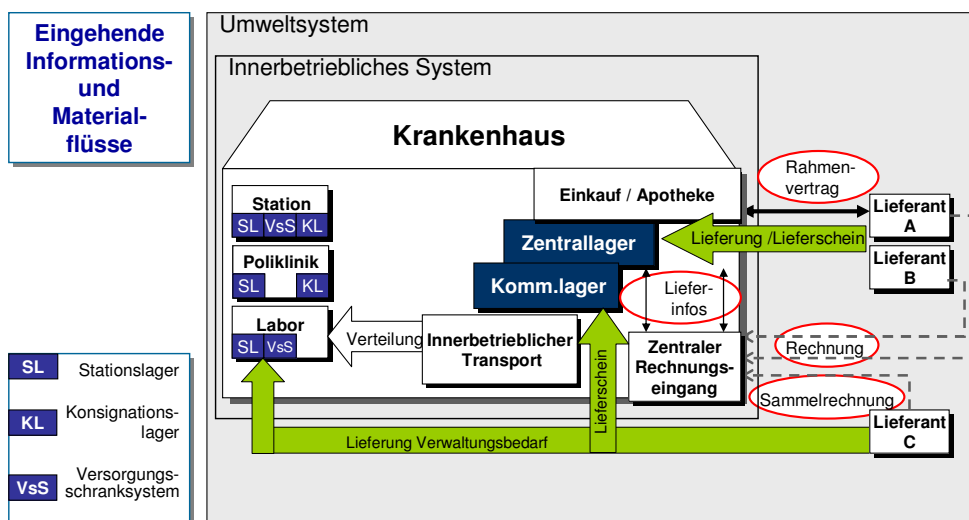 Eingehende
Informations-
und
Material-
flüsse
Umweltsystem
Innerbetriebliches System
Krankenhaus
Einkauf / Apotheke
Rahmen-
vertrag
Lieferant
A
Station
SL VsS KL
Zentrallager
Lieferung /Lieferschein
Poliklinik
SL KL
Komm.lager
Liefer-
infos
Lieferant
B
Labor
SL VsS
Verteilung
Innerbetrieblicher
Transport
Lieferschein
Zentraler
Rechnungs-
eingang
Rechnung
Sammelrechnung
Lieferant
C
Lieferung Verwaltungsbedarf
SL Stationslager
KL Konsignations-
lager
VsS Versorgungs-
schranksystem